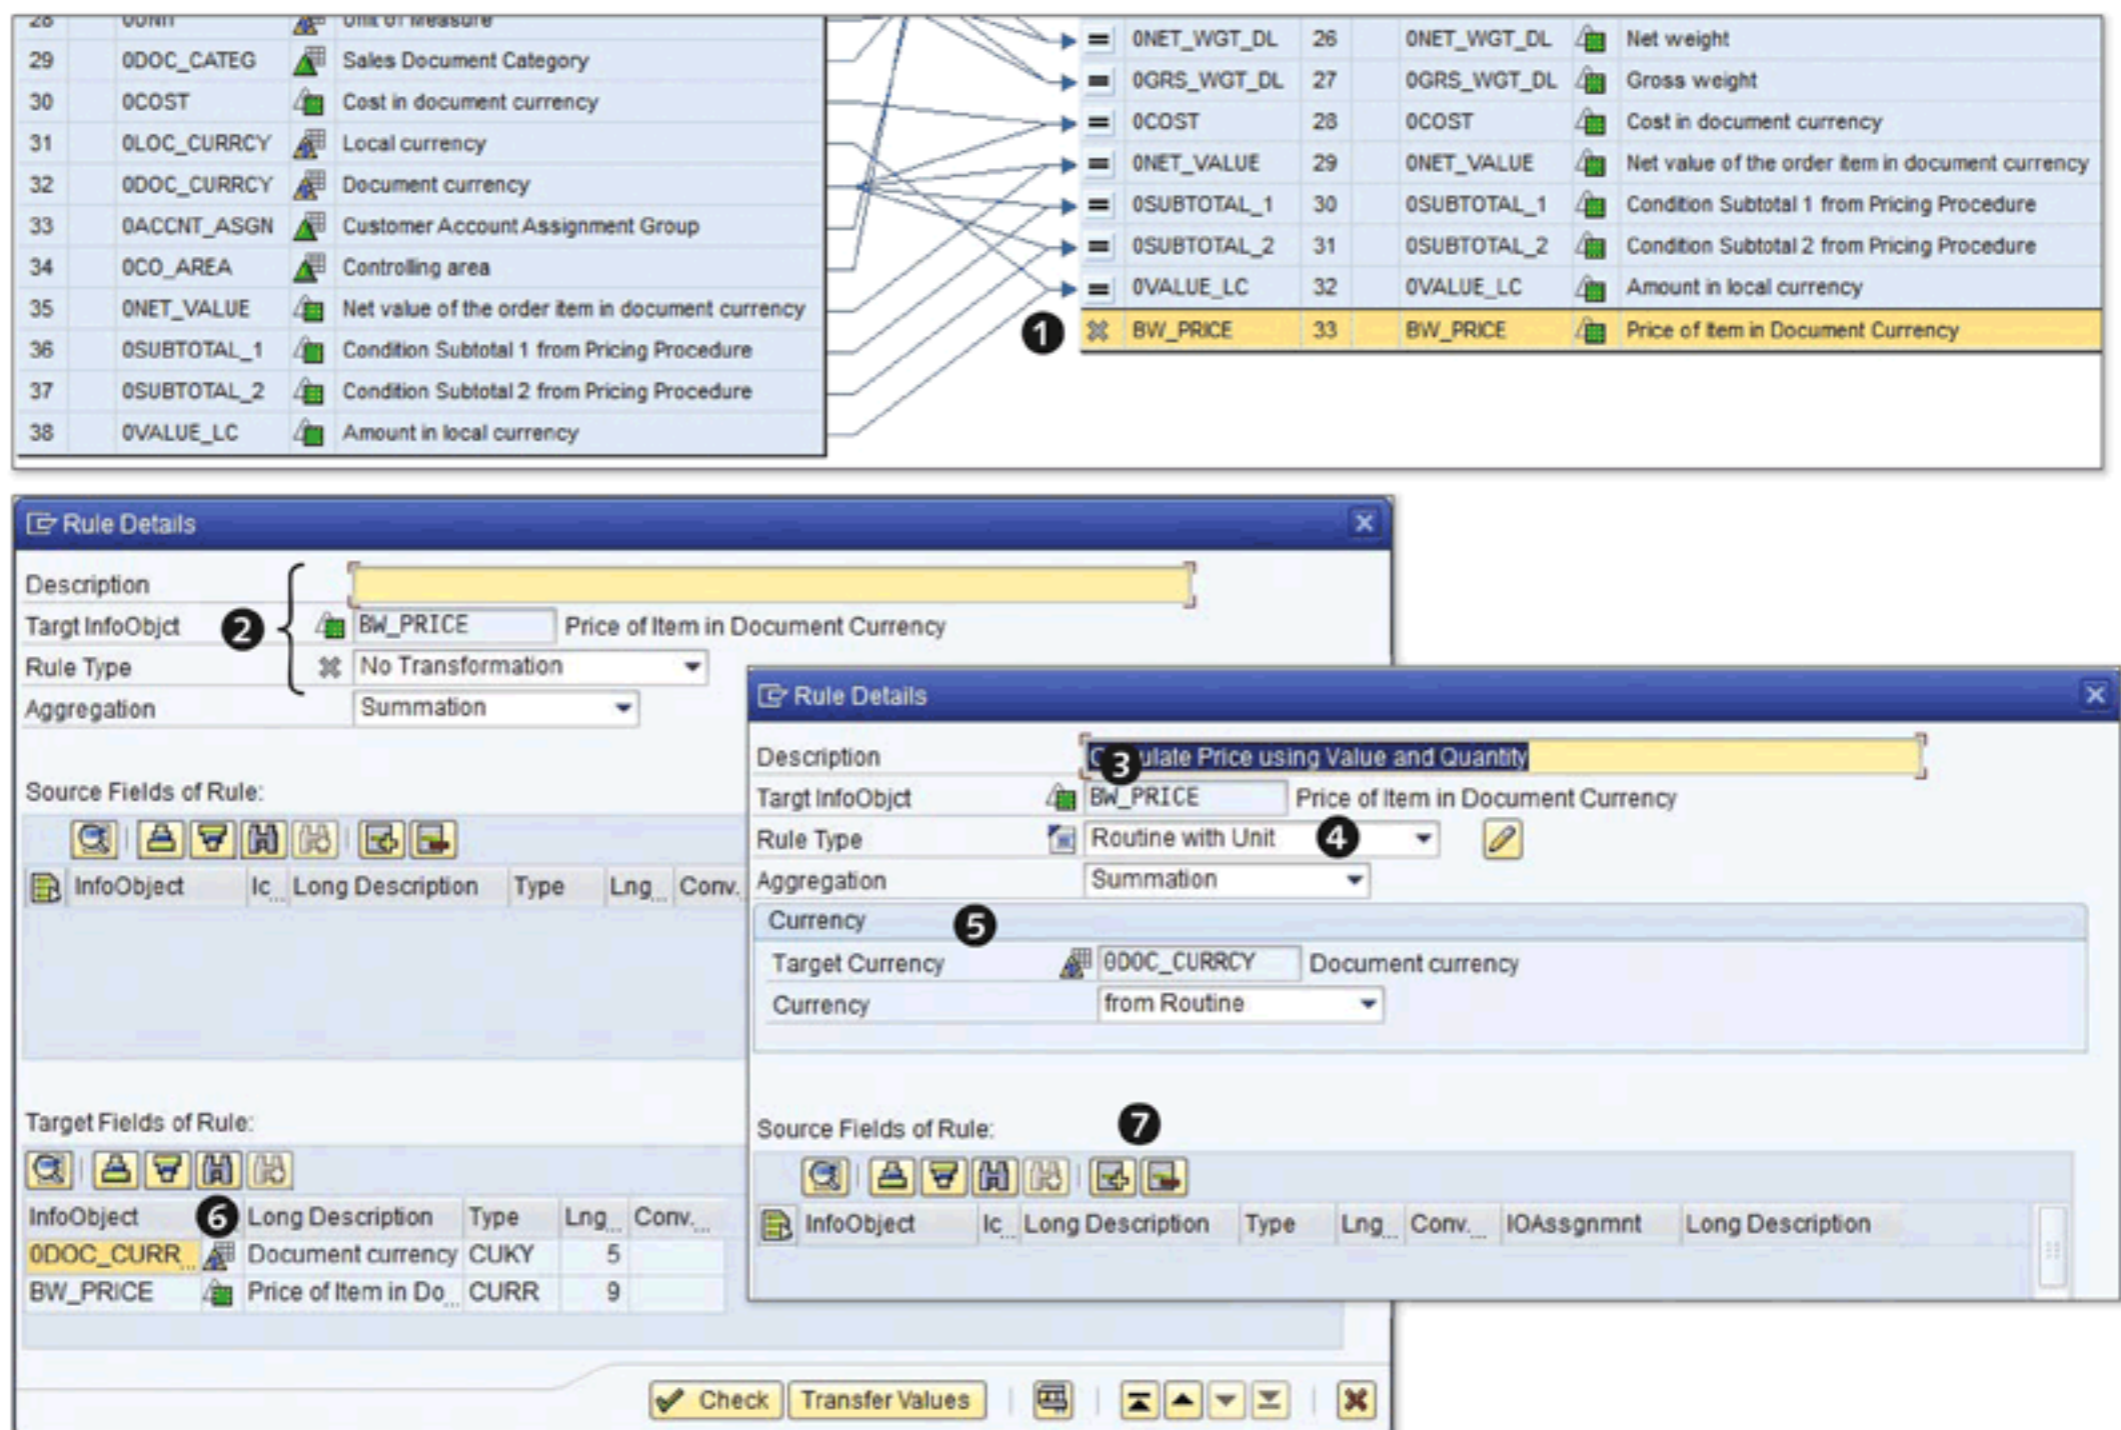 28 0UNIT Unit of Measure
29 0DOC_CATEG Sales Document Category
30 0COST Cost in document currency
31 0LOC_CURRCY Local currency
32 0DOC_CURRCY Document currency
33 0ACCNT_ASGN Customer Account Assignment Group
34 0CO_AREA Controlling area
35 0NET_VALUE Net value of the order item in document currency
36 0SUBTOTAL_1 Condition Subtotal 1 from Pricing Procedure
37 0SUBTOTAL_2 Condition Subtotal 2 from Pricing Procedure
38 0VALUE_LC Amount in local currency
0NET_WGT_DL 26 0NET_WGT_DL Net weight
0GRS_WGT_DL 27 0GRS_WGT_DL Gross weight
0COST 28 0COST Cost in document currency
0NET_VALUE 29 0NET_VALUE Net value of the order item in document currency
0SUBTOTAL_1 30 0SUBTOTAL_1 Condition Subtotal 1 from Pricing Procedure
0SUBTOTAL_2 31 0SUBTOTAL_2 Condition Subtotal 2 from Pricing Procedure
0VALUE_LC 32 0VALUE_LC Amount in local currency
1 BW_PRICE 33 BW_PRICE Price of Item in Document Currency
Rule Details
Description
Targt InfoObjct 2 BW_PRICE Price of Item in Document Currency
Rule Type No Transformation
Aggregation Summation
Source Fields of Rule:
InfoObject Ic... Long Description Type Lng... Conv.
Target Fields of Rule:
InfoObject 6 Long Description Type Lng... Conv....
0DOC_CURR... Document currency CUKY 5
BW_PRICE Price of Item in Do... CURR 9
Check Transfer Values
Rule Details
Description 3 ulate Price using Value and Quantity
Targt InfoObjct BW_PRICE Price of Item in Document Currency
Rule Type Routine with Unit 4
Aggregation Summation
Currency 5
Target Currency 0DOC_CURRCY Document currency
Currency from Routine
Source Fields of Rule: 7
InfoObject Ic... Long Description Type Lng... Conv.... IOAssgnmnt Long Description